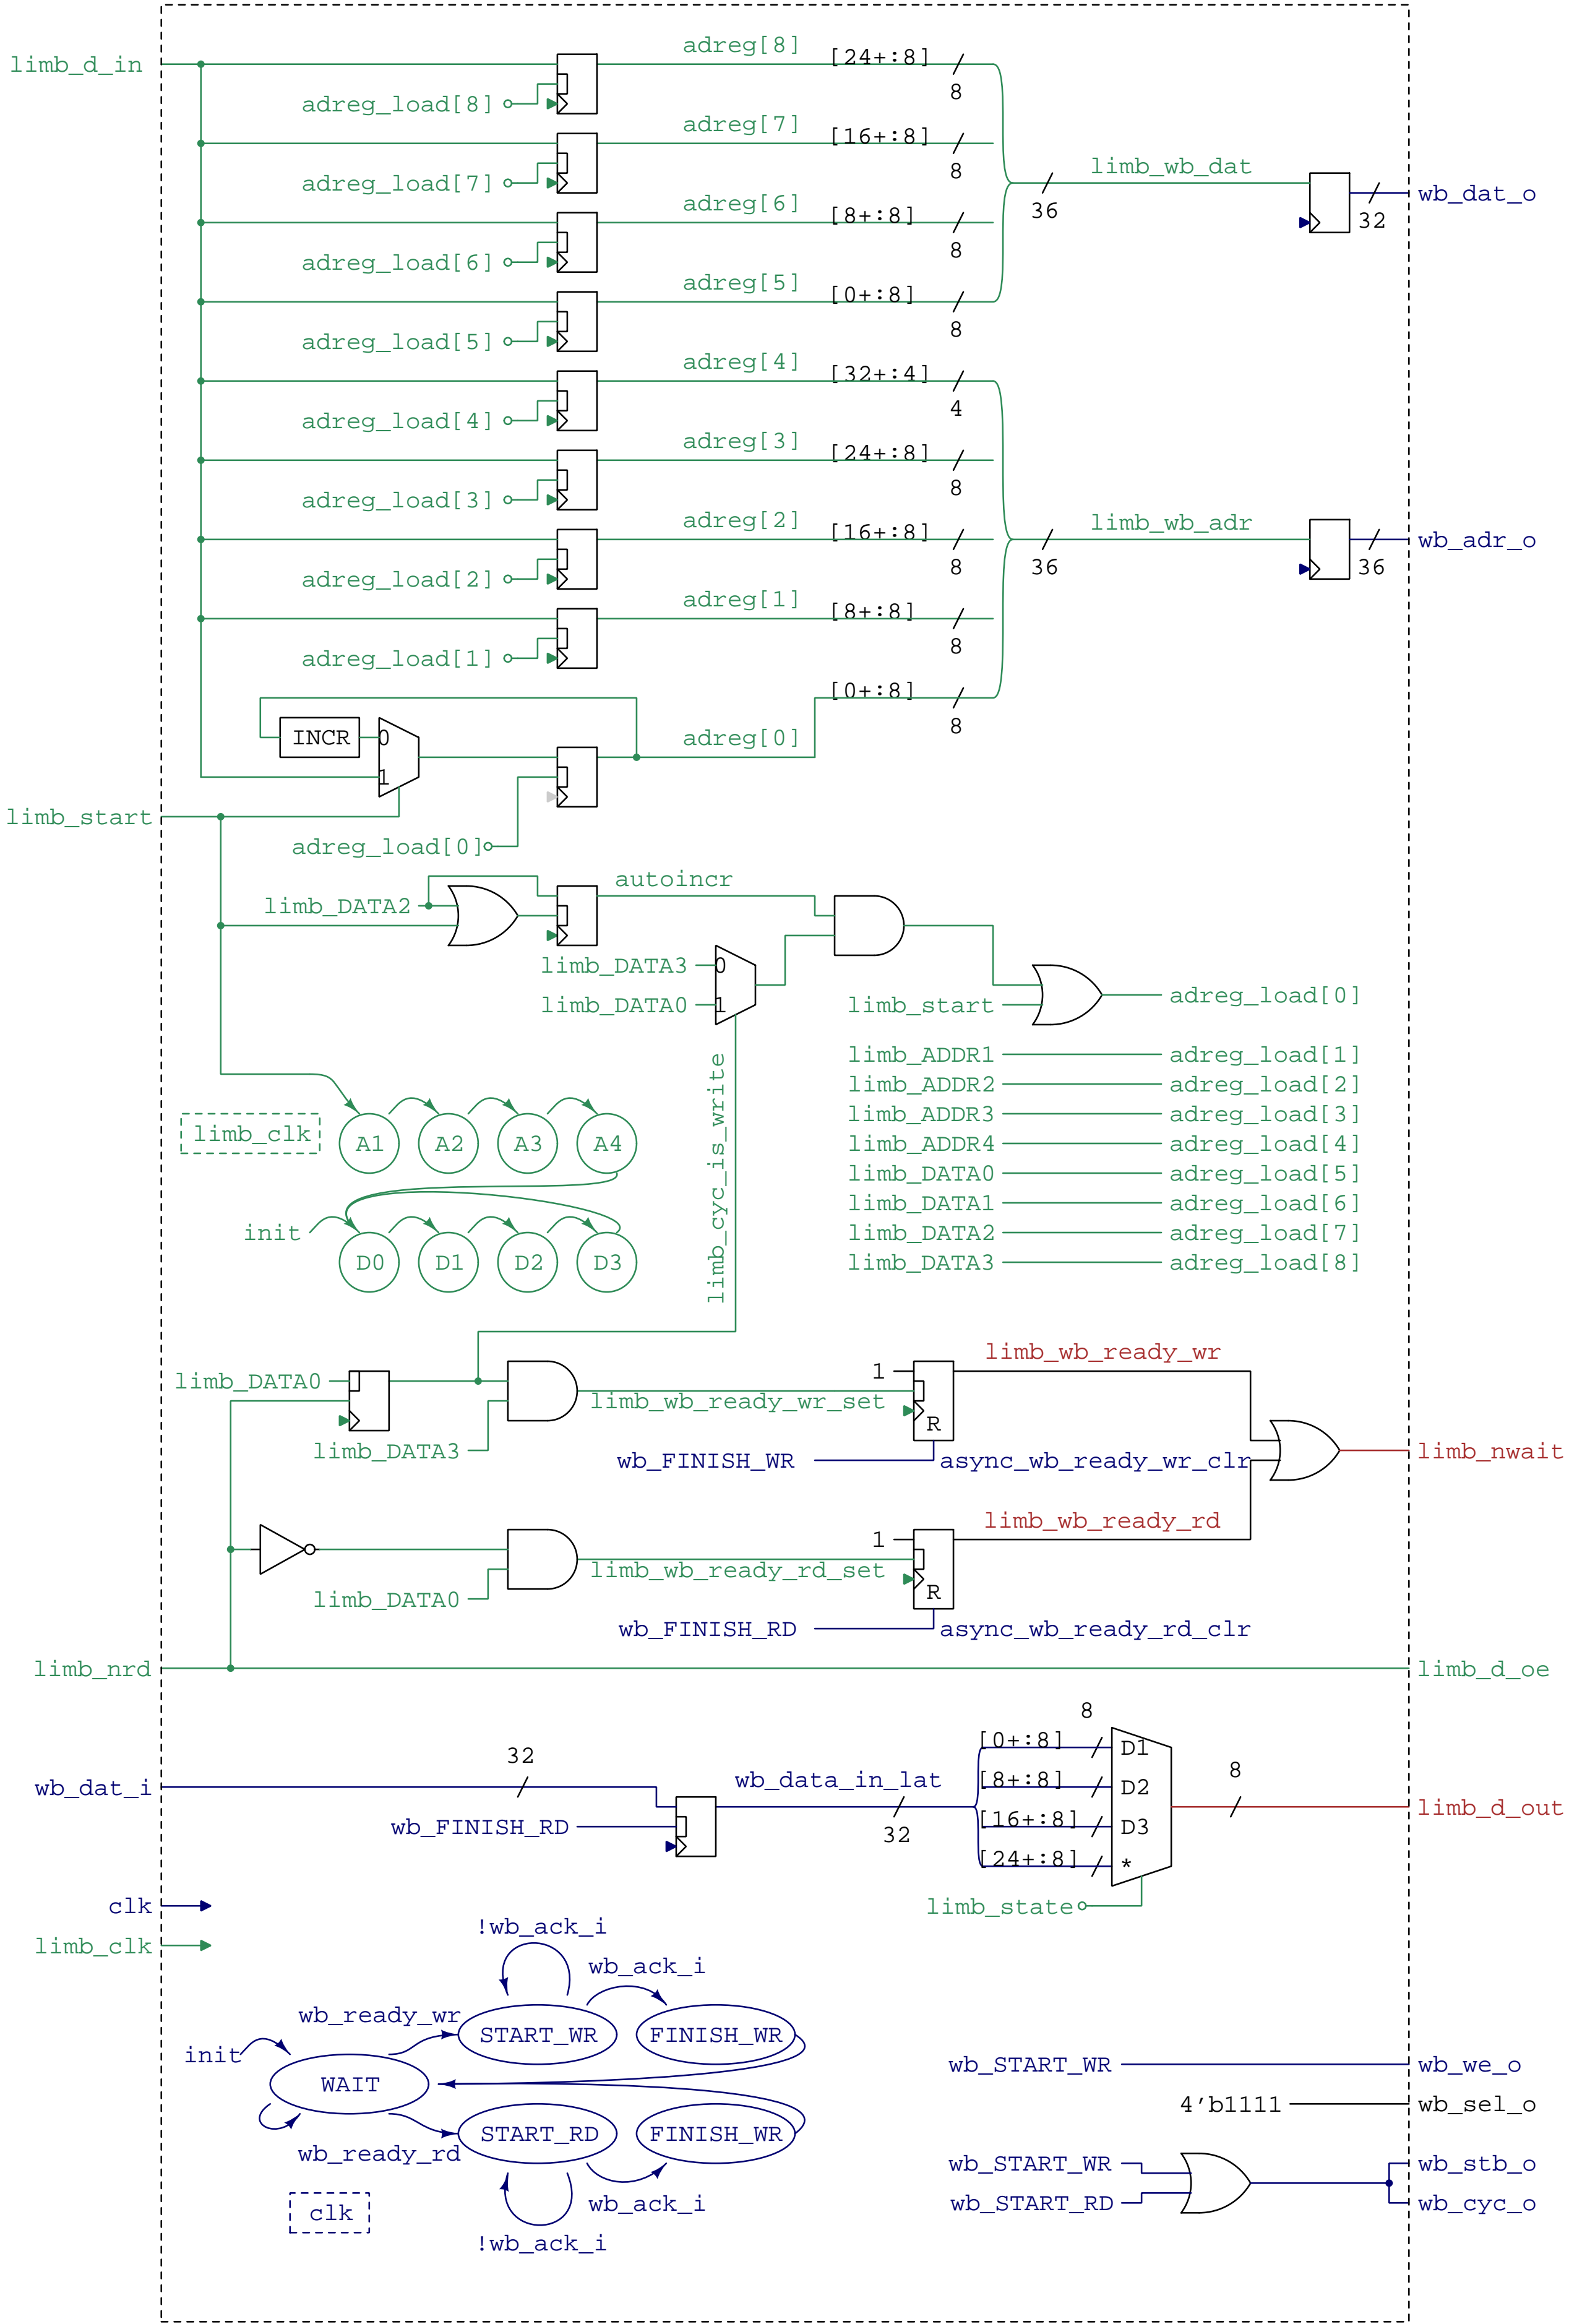 adreg[8]
[24+:8]
limb_d_in
8
adreg_load[8]
adreg[7]
[16+:8]
8
adreg_load[7]
limb_wb_dat
adreg[6]
[8+:8]
36
wb_dat_o
32
8
adreg_load[6]
adreg[5]
[0+:8]
8
adreg_load[5]
adreg[4]
[32+:4]
4
adreg_load[4]
adreg[3]
[24+:8]
8
adreg_load[3]
limb_wb_adr
adreg[2]
[16+:8]
36
36
wb_adr_o
8
adreg_load[2]
adreg[1]
[8+:8]
8
adreg_load[1]
[0+:8]
8
INCR
0
adreg[0]
1
limb_start
adreg_load[0]
autoincr
limb_DATA2
limb_DATA3
0
limb_DATA0
1
limb_start
adreg_load[0]
limb_cyc_is_write
limb_ADDR1
adreg_load[1]
limb_ADDR2
adreg_load[2]
limb_ADDR3
adreg_load[3]
limb_ADDR4
adreg_load[4]
limb_DATA0
adreg_load[5]
limb_DATA1
adreg_load[6]
limb_DATA2
adreg_load[7]
limb_DATA3
adreg_load[8]
limb_clk
A1
A2
A3
A4
init
D0
D1
D2
D3
limb_wb_ready_wr
limb_DATA0
1
limb_wb_ready_wr_set
R
limb_DATA3
wb_FINISH_WR
async_wb_ready_wr_clr
limb_nwait
limb_wb_ready_rd
1
limb_wb_ready_rd_set
R
limb_DATA0
wb_FINISH_RD
async_wb_ready_rd_clr
limb_nrd
limb_d_oe
8
[0+:8]
D1
32
wb_dat_i
wb_data_in_lat
[8+:8]
D2
8
limb_d_out
wb_FINISH_RD
32
[16+:8]
D3
[24+:8]
*
clk
limb_state
limb_clk
!wb_ack_i
wb_ack_i
wb_ready_wr
START_WR
FINISH_WR
init
WAIT
wb_START_WR
wb_we_o
4'b1111
wb_sel_o
START_RD
FINISH_WR
wb_ready_rd
wb_START_WR
wb_stb_o
wb_ack_i
wb_START_RD
wb_cyc_o
clk
!wb_ack_i